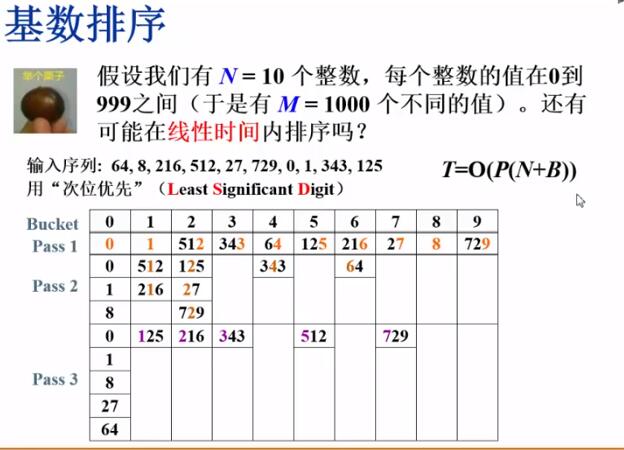 基数排序
举个栗子
假设我们有 N = 10 个整数，每个整数的值在0到
999之间（于是有 M = 1000 个不同的值）。还有
可能在线性时间内排序吗？
输入序列: 64, 8, 216, 512, 27, 729, 0, 1, 343, 125
用“次位优先”（Least Significant Digit）
T=O(P(N+B))
Bucket 0 1 2 3 4 5 6 7 8 9
Pass 1 0 1 512 343 64 125 216 27 8 729
0 512 125 343 64
Pass 2 1 216 27
8 729
0 125 216 343 512 729
1
Pass 3 8
27
64